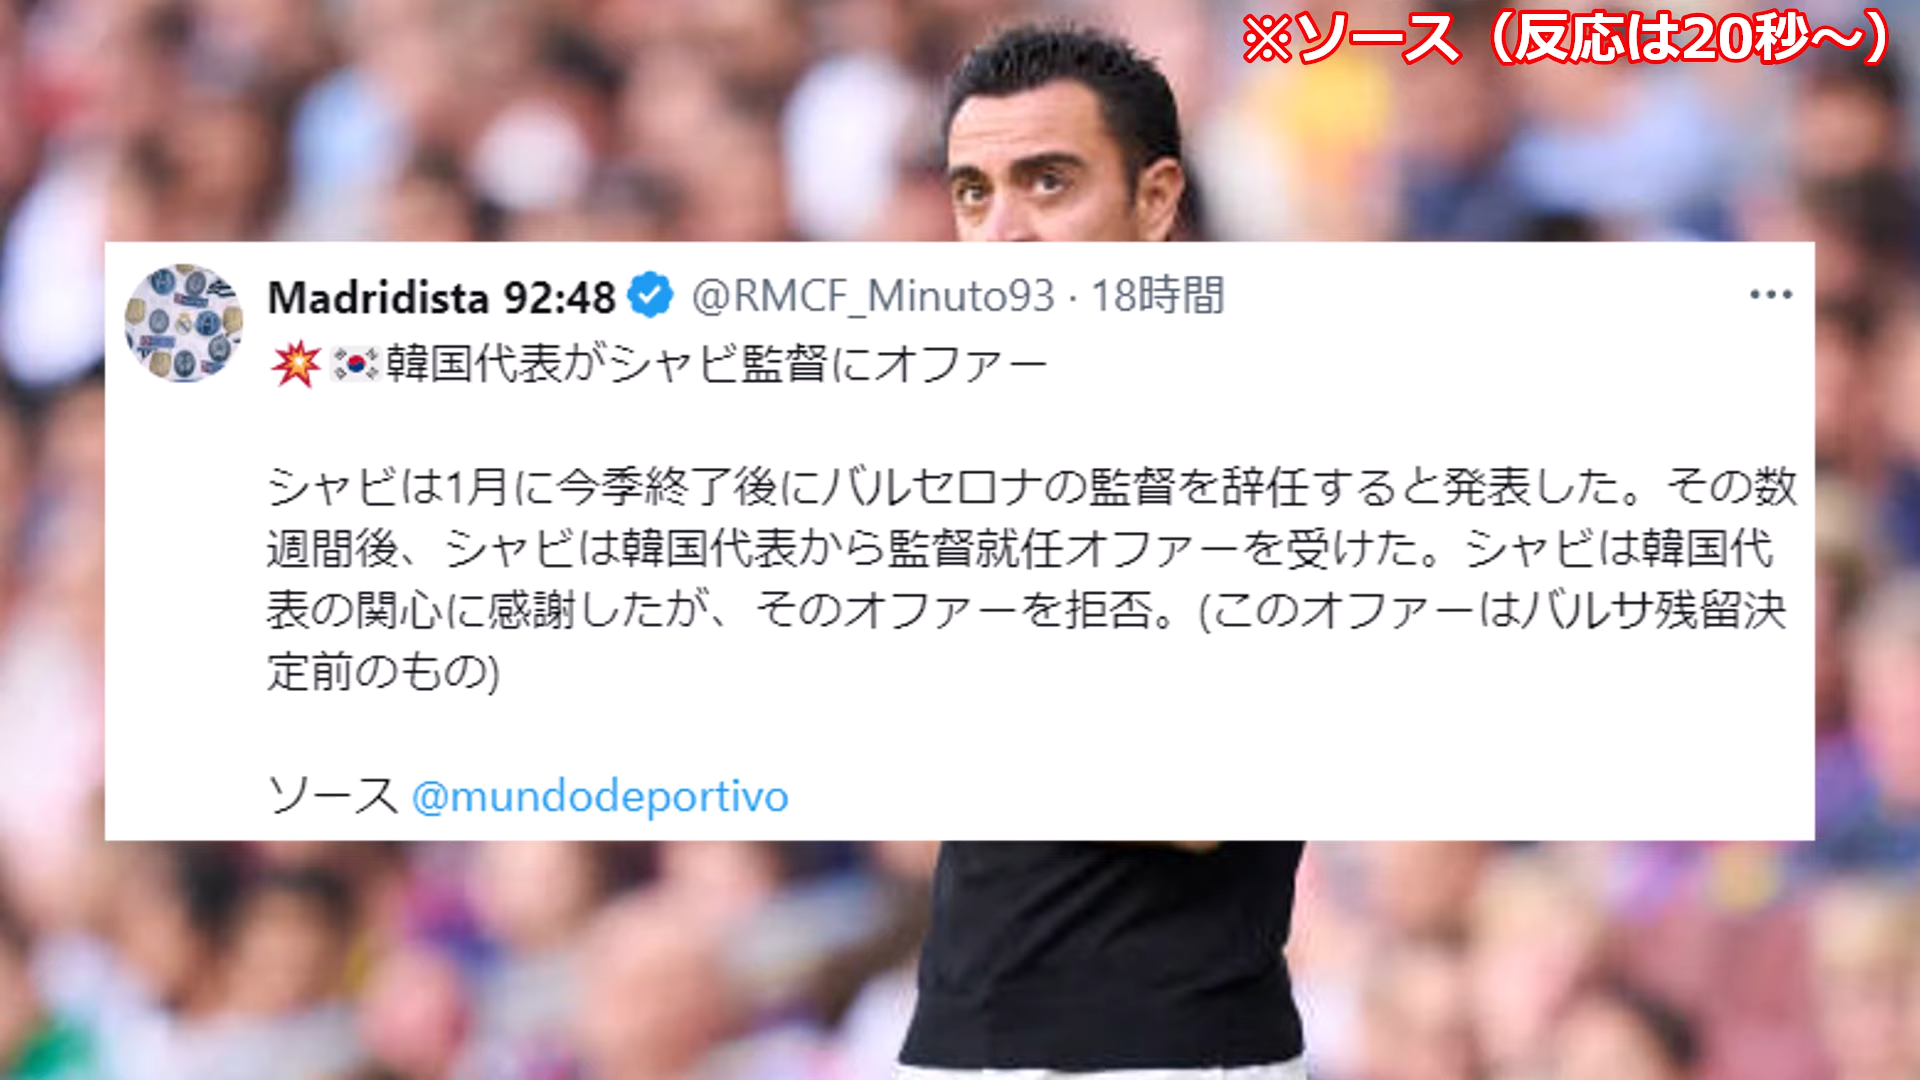 ※ソース（反応は20秒～）
Madridista 92:48 @RMCF_Minuto93 · 18時間
💥🇰🇷韓国代表がシャビ監督にオファー
シャビは1月に今季終了後にバルセロナの監督を辞任すると発表した。その数
週間後、シャビは韓国代表から監督就任オファーを受けた。シャビは韓国代
表の関心に感謝したが、そのオファーを拒否。(このオファーはバルサ残留決
定前のもの)
ソース @mundodeportivo